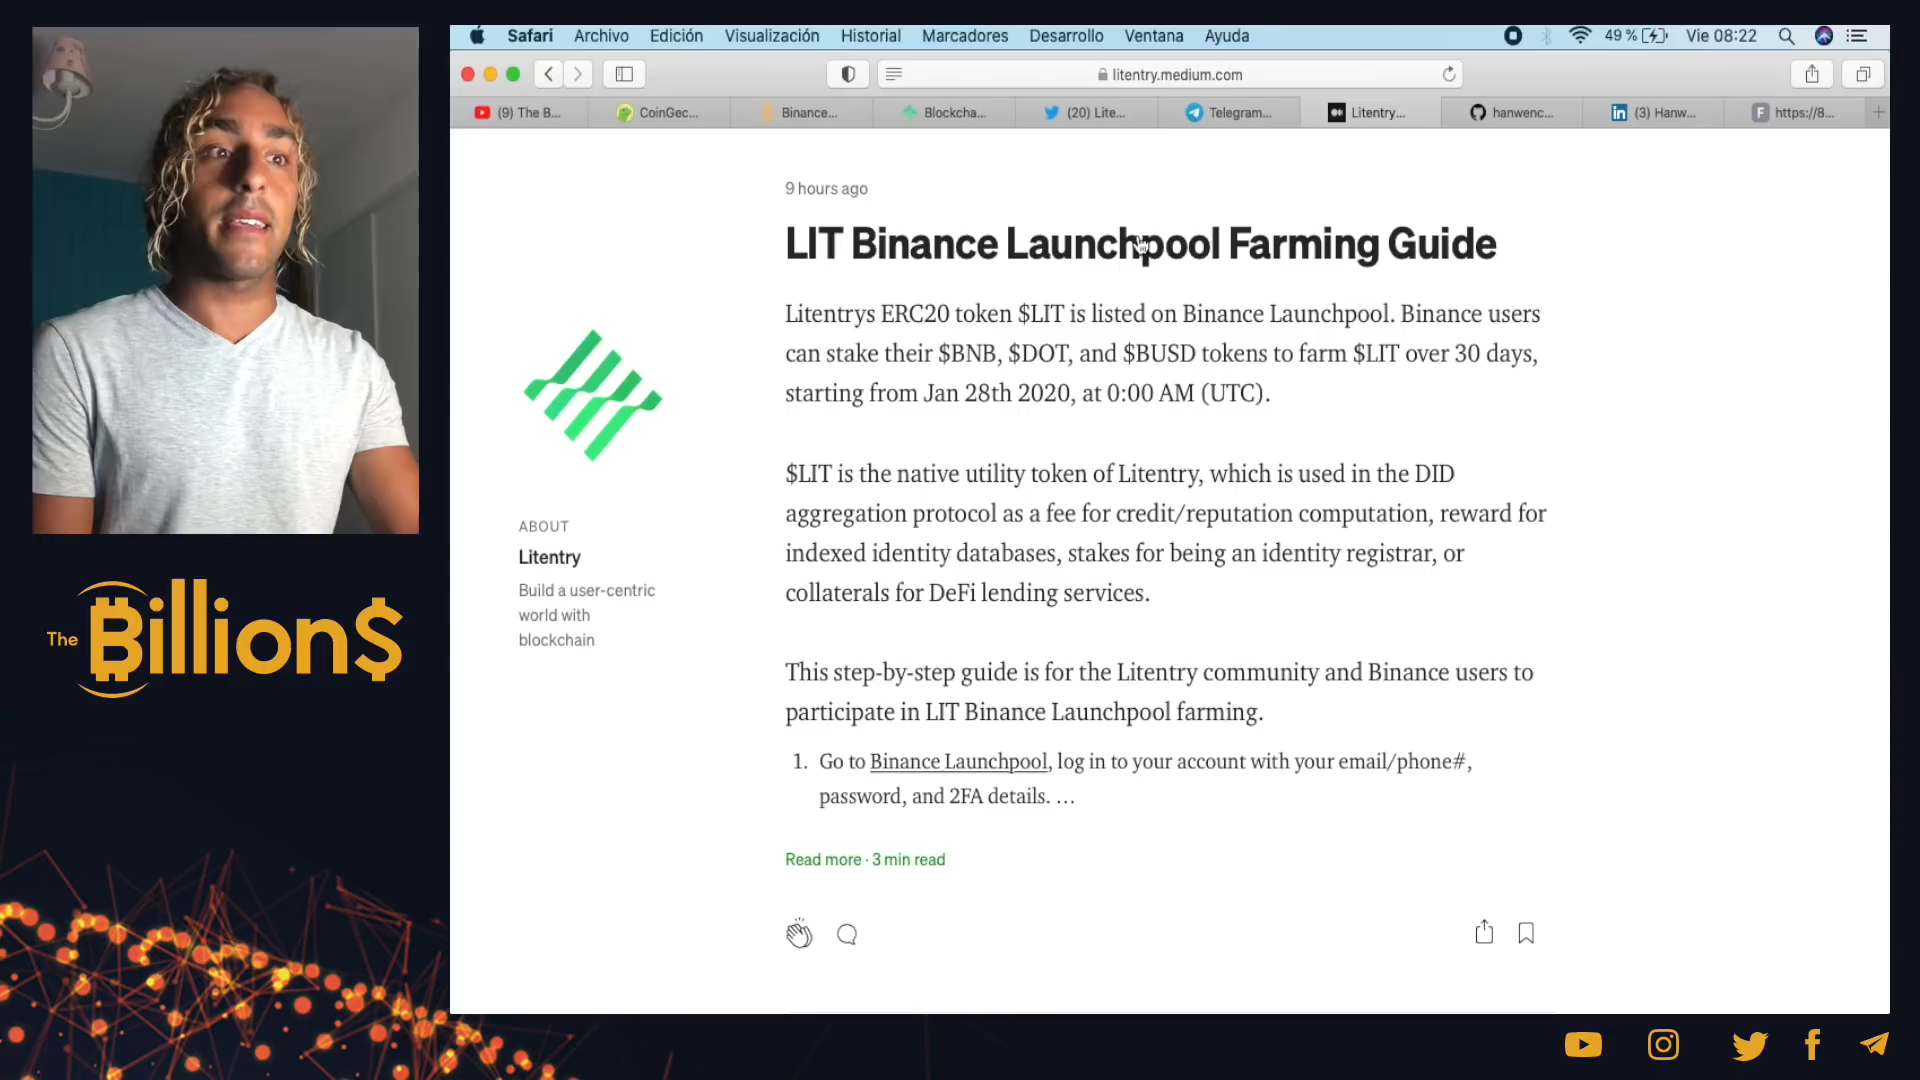 Safari Archivo Edición Visualización Historial Marcadores Desarrollo Ventana Ayuda 49 % Vie 08:22
litentry.medium.com
(9) The B... CoinGec... Binance... Blockcha... (20) Lite... Telegram... Litentry... hanwenc... (3) Hanw... https://8...
9 hours ago
LIT Binance Launchpool Farming Guide
Litentrys ERC20 token $LIT is listed on Binance Launchpool. Binance users
can stake their $BNB, $DOT, and $BUSD tokens to farm $LIT over 30 days,
starting from Jan 28th 2020, at 0:00 AM (UTC).
$LIT is the native utility token of Litentry, which is used in the DID
aggregation protocol as a fee for credit/reputation computation, reward for
indexed identity databases, stakes for being an identity registrar, or
collaterals for DeFi lending services.
This step-by-step guide is for the Litentry community and Binance users to
participate in LIT Binance Launchpool farming.
1. Go to Binance Launchpool, log in to your account with your email/phone#,
password, and 2FA details. …
Read more · 3 min read
ABOUT
Litentry
Build a user-centric
world with
blockchain
The Billion$